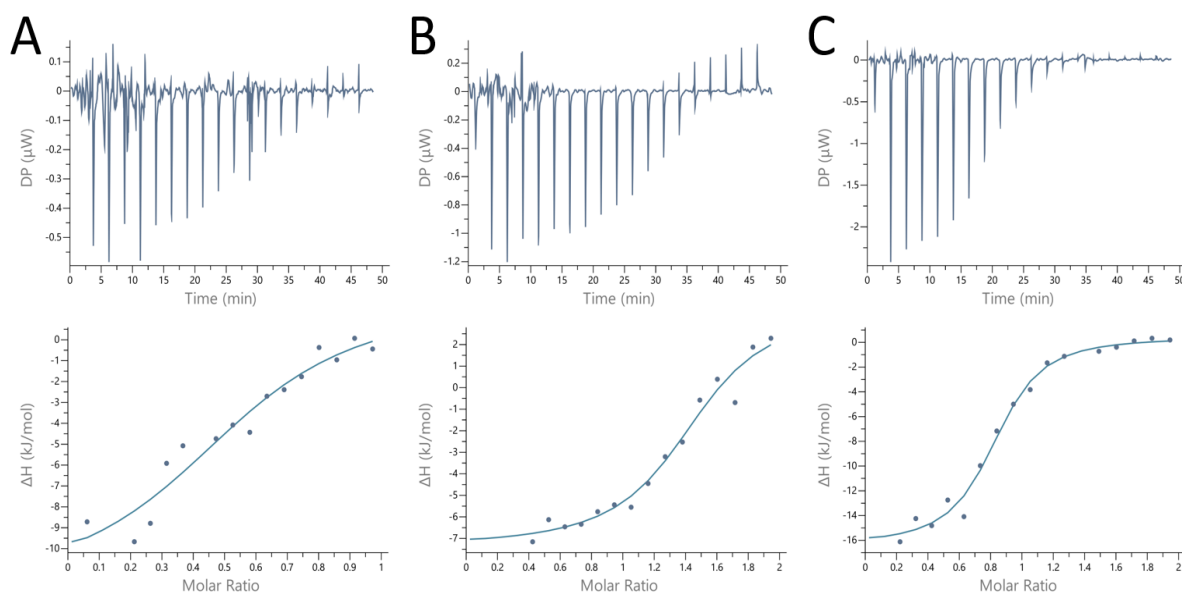 A
B
C
DP (µW)
0.1
0
-0.1
-0.2
-0.3
-0.4
-0.5
0 5 10 15 20 25 30 35 40 45 50
Time (min)
DP (µW)
0.2
0
-0.2
-0.4
-0.6
-0.8
-1
-1.2
0 5 10 15 20 25 30 35 40 45 50
Time (min)
DP (µW)
0
-0.5
-1
-1.5
-2
0 5 10 15 20 25 30 35 40 45 50
Time (min)
ΔH (kJ/mol)
0
-1
-2
-3
-4
-5
-6
-7
-8
-9
-10
0 0.1 0.2 0.3 0.4 0.5 0.6 0.7 0.8 0.9 1
Molar Ratio
ΔH (kJ/mol)
2
1
0
-1
-2
-3
-4
-5
-6
-7
0 0.2 0.4 0.6 0.8 1 1.2 1.4 1.6 1.8 2
Molar Ratio
ΔH (kJ/mol)
0
-2
-4
-6
-8
-10
-12
-14
-16
0 0.2 0.4 0.6 0.8 1 1.2 1.4 1.6 1.8 2
Molar Ratio